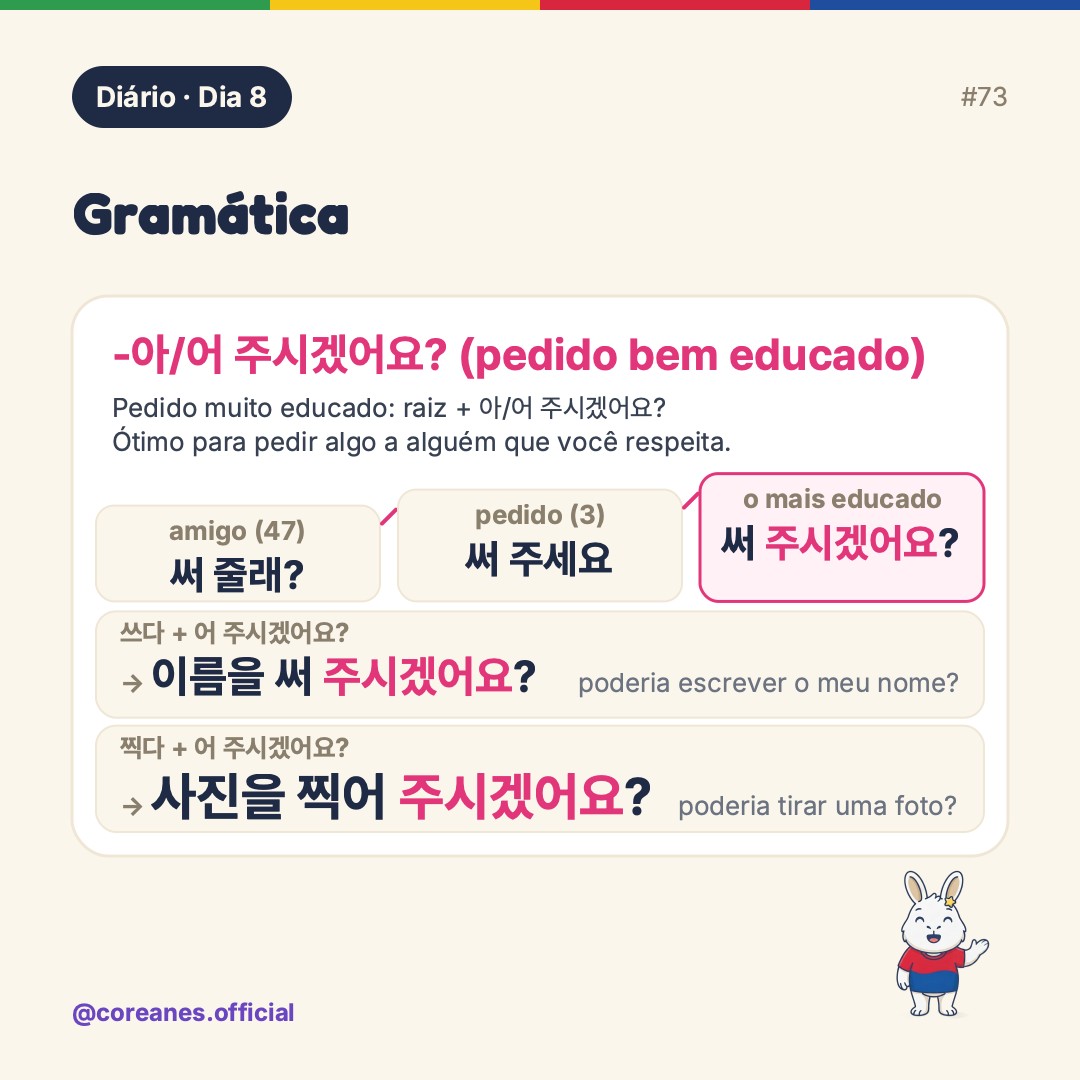 Diário · Dia 8
#73
Gramática
-아/어 주시겠어요? (pedido bem educado)
Pedido muito educado: raiz + 아/어 주시겠어요?
Ótimo para pedir algo a alguém que você respeita.
amigo (47)
써 줄래?
pedido (3)
써 주세요
o mais educado
써 주시겠어요?
쓰다 + 어 주시겠어요?
→ 이름을 써 주시겠어요? poderia escrever o meu nome?
찍다 + 어 주시겠어요?
→ 사진을 찍어 주시겠어요? poderia tirar uma foto?
@coreanes.official